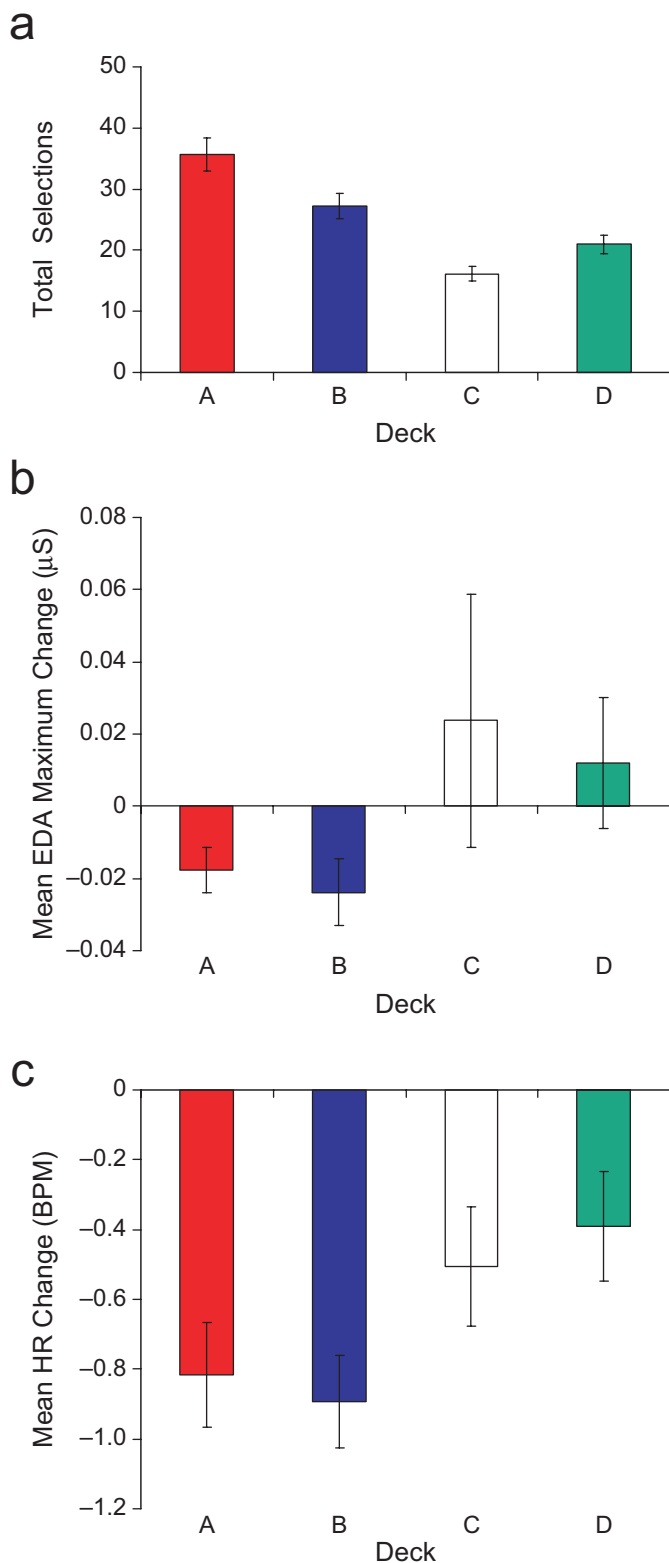 a
Total Selections
50
40
30
20
10
0
A B C D
Deck
b
Mean EDA Maximum Change (μS)
0.08
0.06
0.04
0.02
0
–0.02
–0.04
A B C D
Deck
c
Mean HR Change (BPM)
0
–0.2
–0.4
–0.6
–0.8
–1.0
–1.2
A B C D
Deck